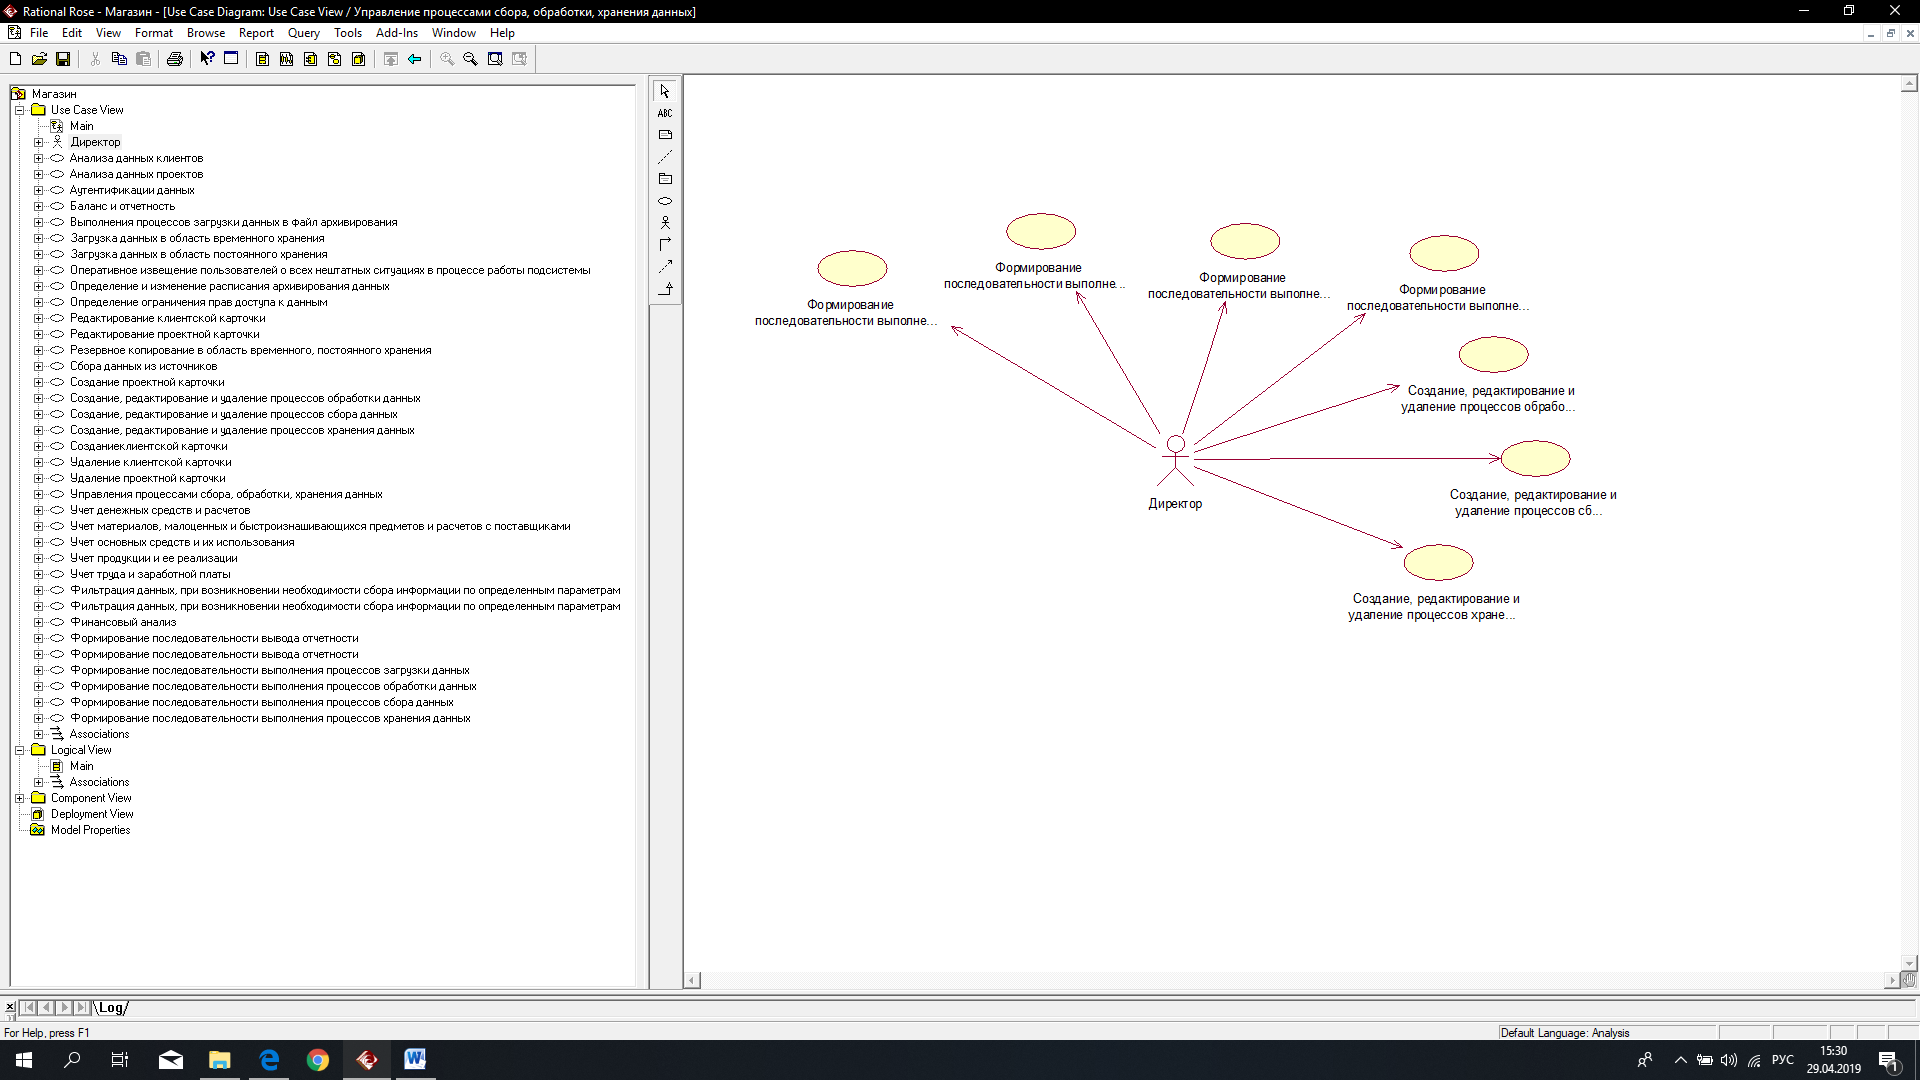 Rational Rose - Магазин - [Use Case Diagram: Use Case View / Управление процессами сбора, обработки, хранения данных]
File Edit View Format Browse Report Query Tools Add-Ins Window Help
Магазин
Use Case View
Main
Директор
Анализа данных клиентов
Анализа данных проектов
Аутентификации данных
Баланс и отчетность
Выполнения процессов загрузки данных в файл архивирования
Загрузка данных в область временного хранения
Загрузка данных в область постоянного хранения
Оперативное извещение пользователей о всех нештатных ситуациях в процессе работы подсистемы
Определение и изменение расписания архивирования данных
Определение ограничения прав доступа к данным
Редактирование клиентской карточки
Редактирование проектной карточки
Резервное копирование в область временного, постоянного хранения
Сбора данных из источников
Создание проектной карточки
Создание, редактирование и удаление процессов обработки данных
Создание, редактирование и удаление процессов сбора данных
Создание, редактирование и удаление процессов хранения данных
Созданиеклиентской карточки
Удаление клиентской карточки
Удаление проектной карточки
Управления процессами сбора, обработки, хранения данных
Учет денежных средств и расчетов
Учет материалов, малоценных и быстроизнашивающихся предметов и расчетов с поставщиками
Учет основных средств и их использования
Учет продукции и ее реализации
Учет труда и заработной платы
Фильтрация данных, при возникновении необходимости сбора информации по определенным параметрам
Фильтрация данных, при возникновении необходимости сбора информации по определенным параметрам
Финансовый анализ
Формирование последовательности вывода отчетности
Формирование последовательности вывода отчетности
Формирование последовательности выполнения процессов загрузки данных
Формирование последовательности выполнения процессов обработки данных
Формирование последовательности выполнения процессов сбора данных
Формирование последовательности выполнения процессов хранения данных
Associations
Logical View
Main
Associations
Component View
Deployment View
Model Properties
ABC
Формирование
последовательности выполне...
Формирование
последовательности выполне...
Формирование
последовательности выполне...
Формирование
последовательности выполне...
Создание, редактирование и
удаление процессов обрабо...
Создание, редактирование и
удаление процессов сб...
Создание, редактирование и
удаление процессов хране...
Директор
Log
For Help, press F1
Default Language: Analysis
РУС
15:30
29.04.2019
1